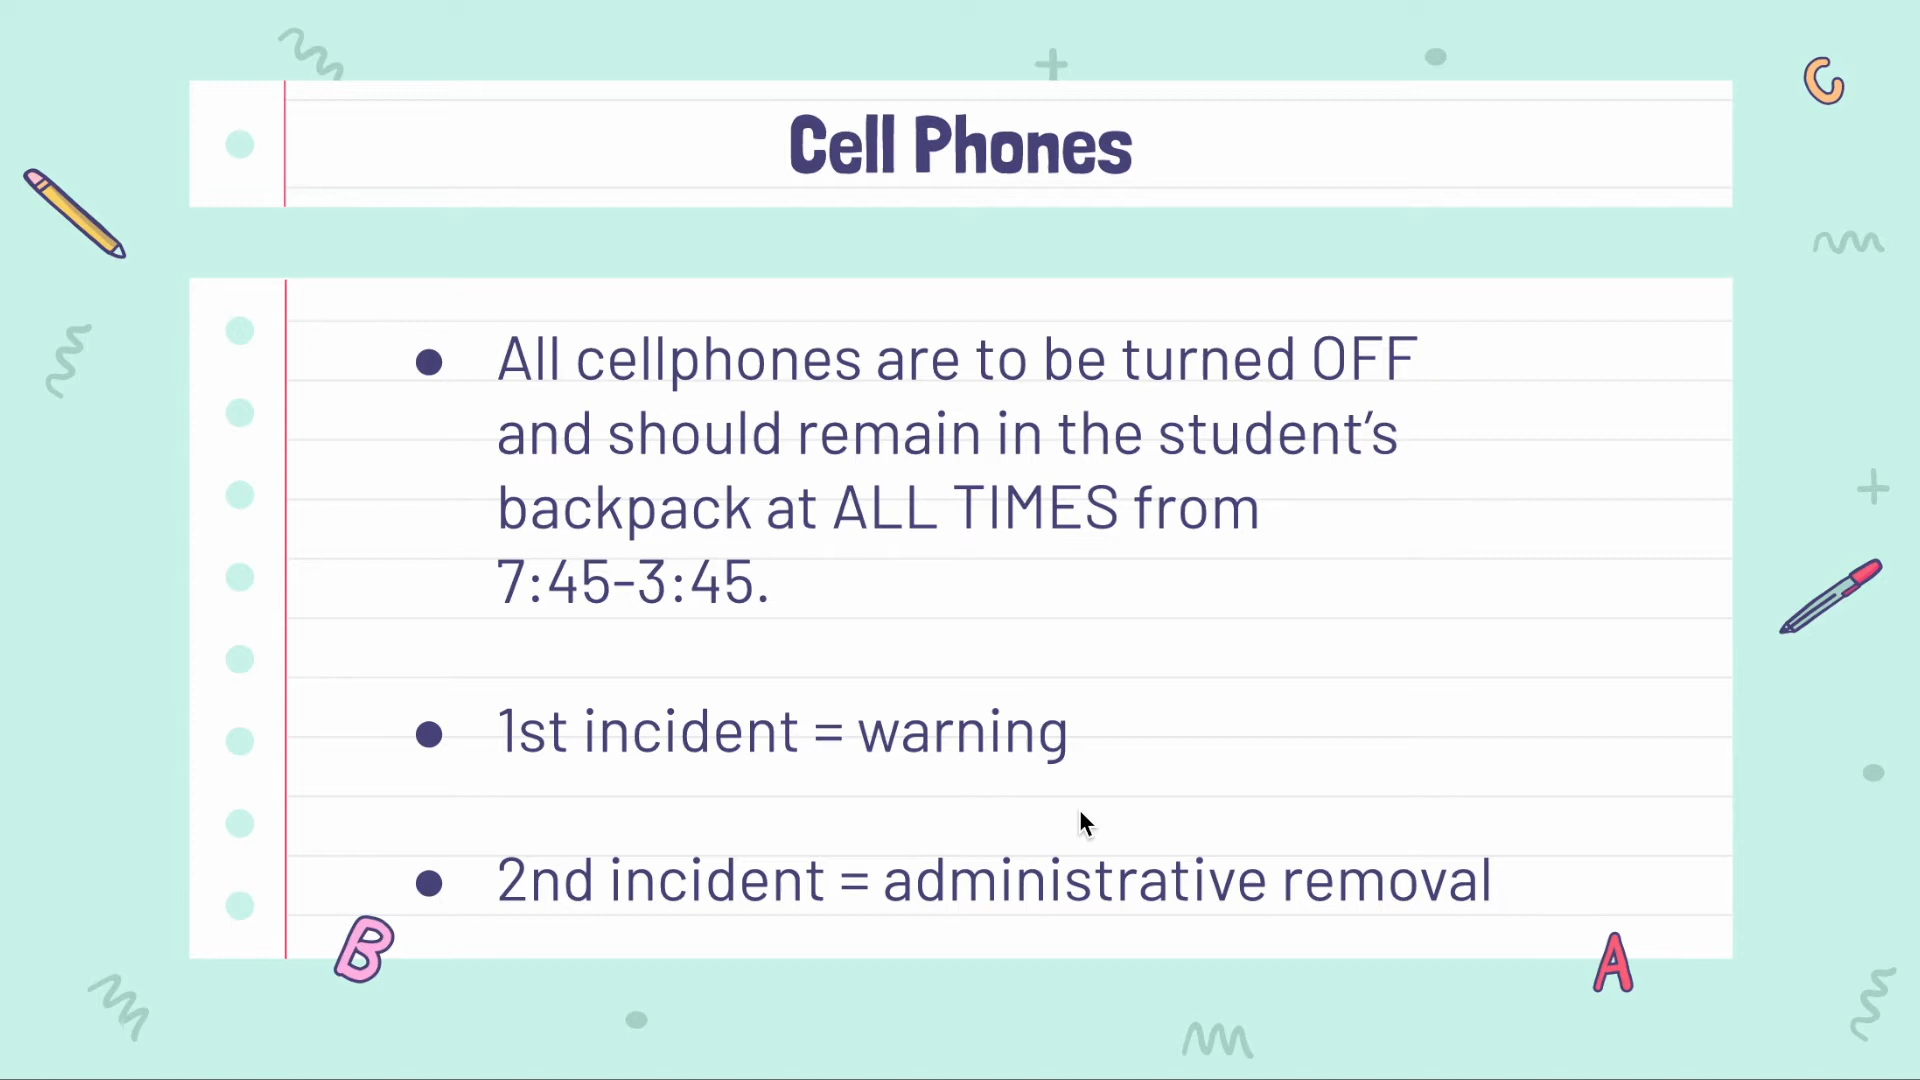 C
Cell Phones
● All cellphones are to be turned OFF
and should remain in the student’s
backpack at ALL TIMES from
7:45-3:45.
● 1st incident = warning
● 2nd incident = administrative removal
B
A